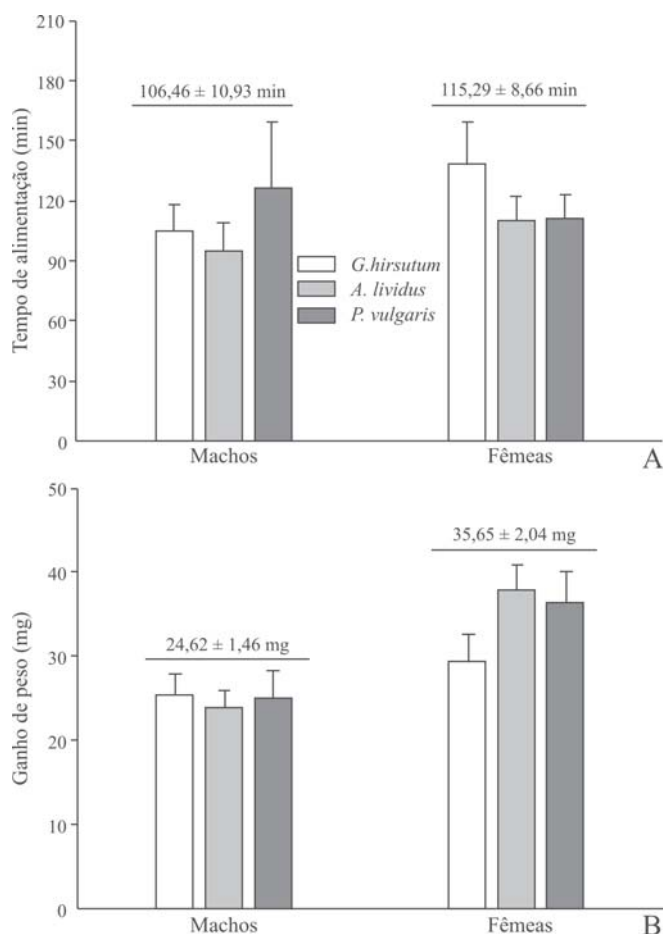 210
180
150
120
90
60
30
0
Tempo de alimentação (min)
106,46 ± 10,93 min
115,29 ± 8,66 min
G.hirsutum
A. lividus
P. vulgaris
Machos
Fêmeas
A
50
40
30
20
10
0
Ganho de peso (mg)
24,62 ± 1,46 mg
35,65 ± 2,04 mg
Machos
Fêmeas
B